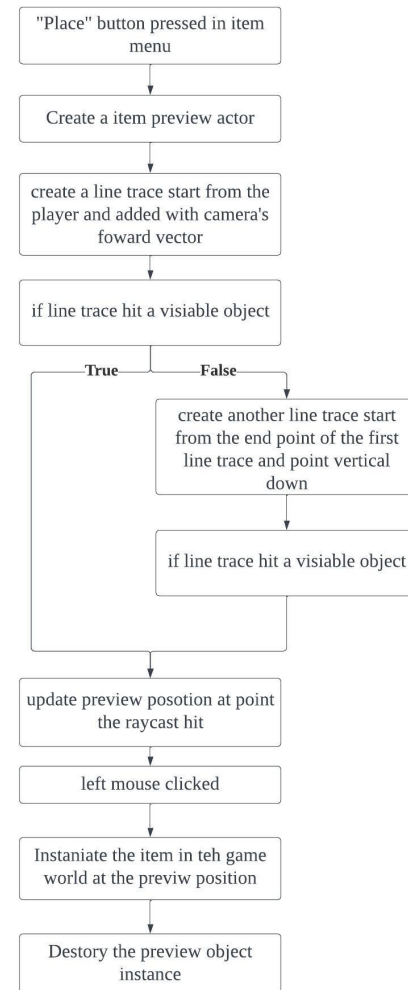 "Place" button pressed in item
menu
Create a item preview actor
create a line trace start from the
player and added with camera's
foward vector
if line trace hit a visiable object
True
False
create another line trace start
from the end point of the first
line trace and point vertical
down
if line trace hit a visiable object
update preview posotion at point
the raycast hit
left mouse clicked
Instaniate the item in teh game
world at the previw position
Destory the preview object
instance